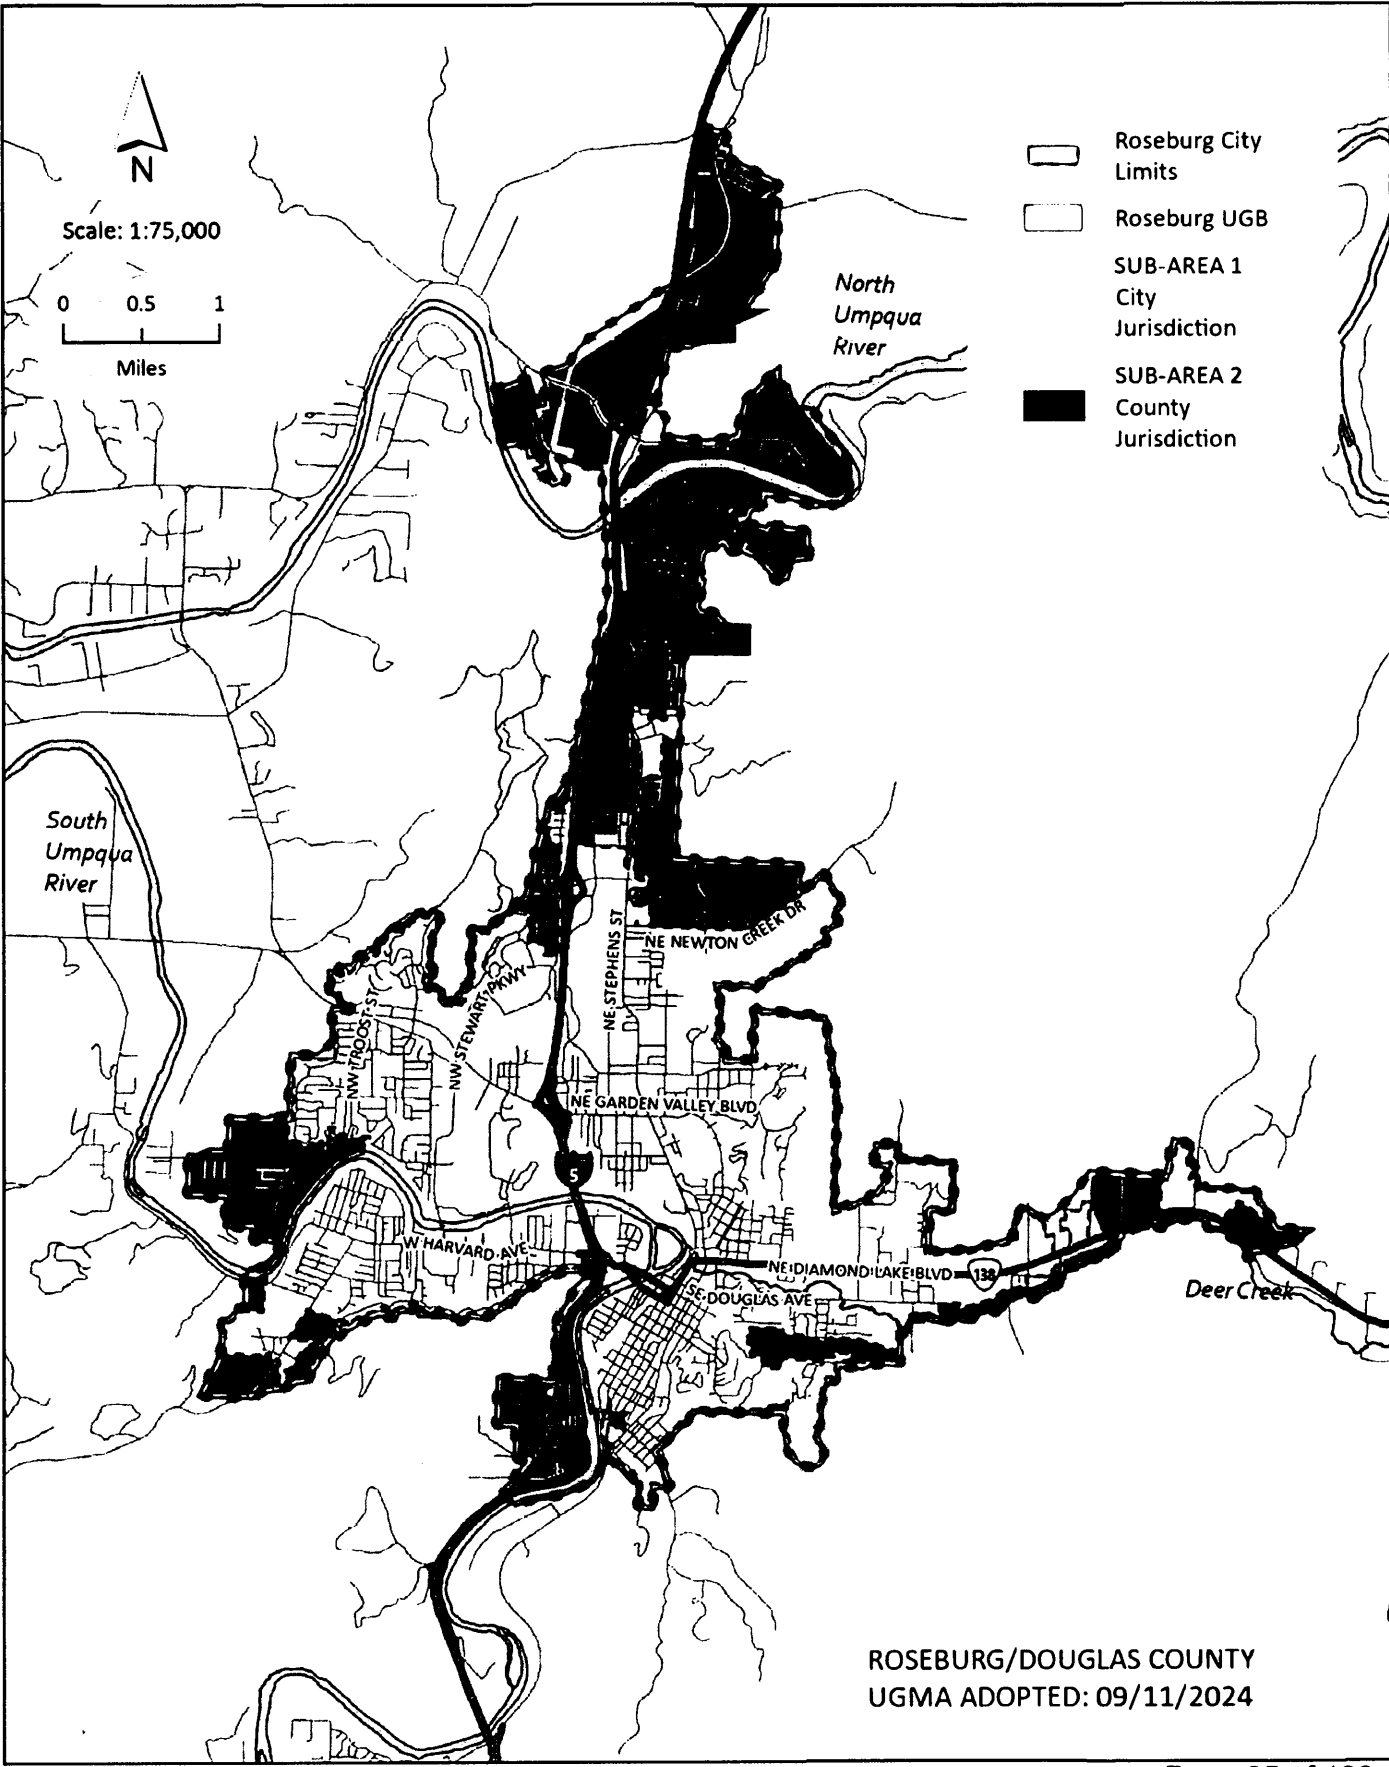 N
Scale: 1:75,000
0 0.5 1
Miles
Roseburg City
Limits
Roseburg UGB
SUB-AREA 1
City
Jurisdiction
SUB-AREA 2
County
Jurisdiction
North
Umpqua
River
South
Umpqua
River
NE NEWTON CREEK DR
NE STEPHENS ST
NW STEWART PKWY
NW TROOST ST
NE GARDEN VALLEY BLVD
5
W HARVARD AVE
NE DIAMOND LAKE BLVD
138
SE DOUGLAS AVE
Deer Creek
ROSEBURG/DOUGLAS COUNTY
UGMA ADOPTED: 09/11/2024